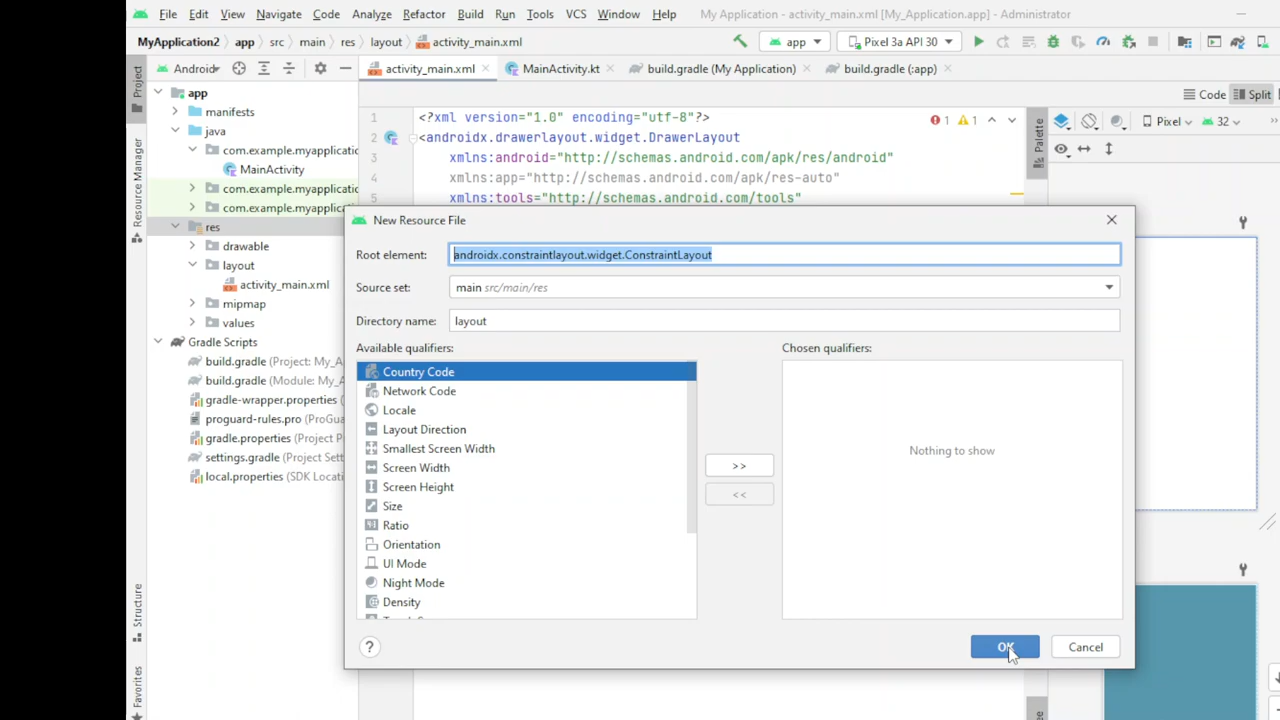 File Edit View Navigate Code Analyze Refactor Build Run Tools VCS Window Help My Application - activity_main.xml [My_Application.app] - Administrator
MyApplication2 app src main res layout activity_main.xml app Pixel 3a API 30
Project
Android
activity_main.xml MainActivity.kt build.gradle (My Application) build.gradle (:app)
Code Split
app
manifests
java
com.example.myapplicatic
MainActivity
com.example.myapplicatic
com.example.myapplicatic
res
drawable
layout
activity_main.xml
mipmap
values
Gradle Scripts
build.gradle (Project: My_A
build.gradle (Module: My_A
gradle-wrapper.properties
proguard-rules.pro (ProGua
gradle.properties (Project P
settings.gradle (Project Sett
local.properties (SDK Locati
Resource Manager
Structure
Favorites
1 <?xml version="1.0" encoding="utf-8"?>
2 <androidx.drawerlayout.widget.DrawerLayout
3 xmlns:android="http://schemas.android.com/apk/res/android"
4 xmlns:app="http://schemas.android.com/apk/res-auto"
5 xmlns:tools="http://schemas.android.com/tools"
1 1
Palette
Pixel 32
New Resource File
Root element: androidx.constraintlayout.widget.ConstraintLayout
Source set: main src/main/res
Directory name: layout
Available qualifiers:
Country Code
Network Code
Locale
Layout Direction
Smallest Screen Width
Screen Width
Screen Height
Size
Ratio
Orientation
UI Mode
Night Mode
Density
>>
<<
Chosen qualifiers:
Nothing to show
?
OK
Cancel